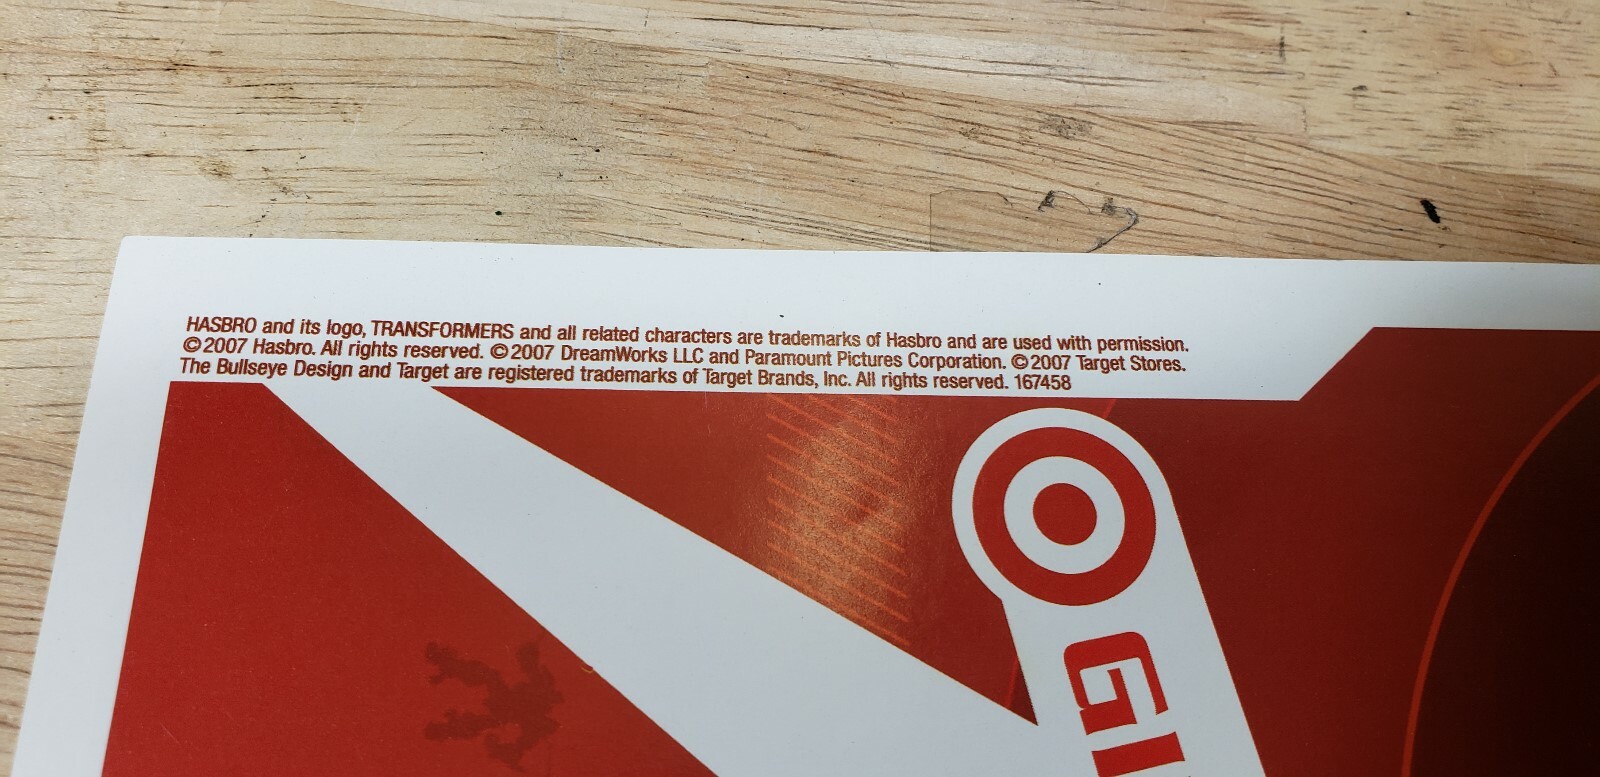 HASBRO and its logo, TRANSFORMERS and all related characters are trademarks of Hasbro and are used with permission.
©2007 Hasbro. All rights reserved. ©2007 DreamWorks LLC and Paramount Pictures Corporation. ©2007 Target Stores.
The Bullseye Design and Target are registered trademarks of Target Brands, Inc. All rights reserved. 167458